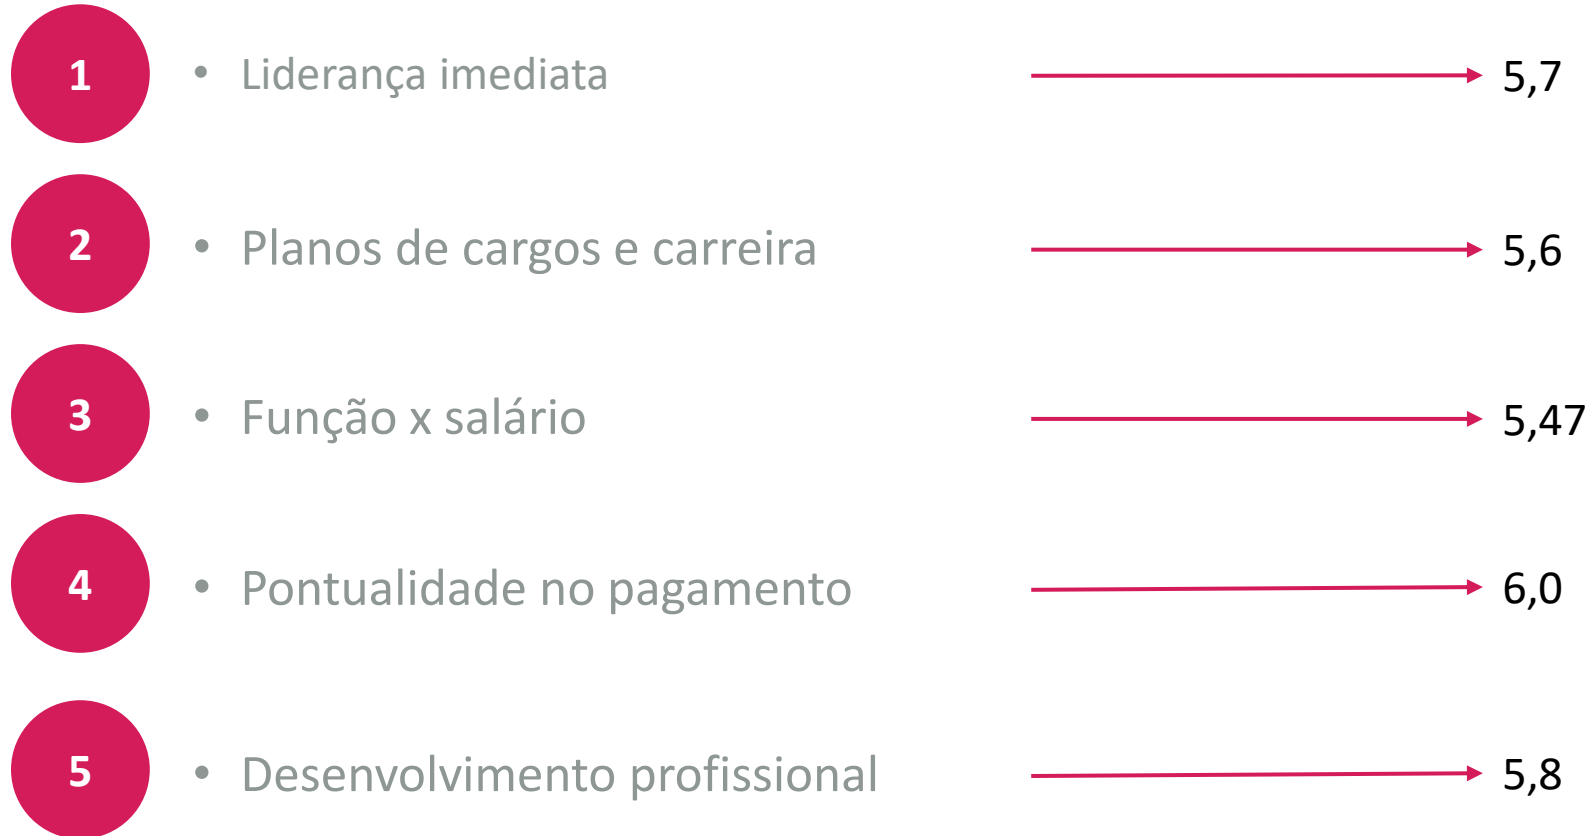 1 • Liderança imediata 5,7
2 • Planos de cargos e carreira 5,6
3 • Função x salário 5,47
4 • Pontualidade no pagamento 6,0
5 • Desenvolvimento profissional 5,8